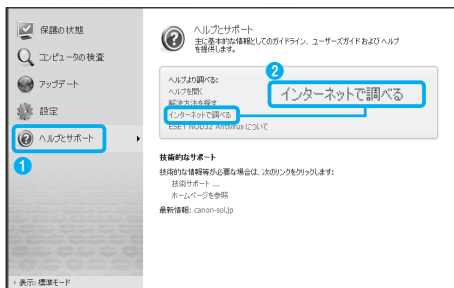 保護の状態
コンピュータの検査
アップデート
設定
ヘルプとサポート
1
表示: 標準モード
ヘルプとサポート
主に基本的な情報としてのガイドライン、ユーザーズガイドおよびヘルプ
を提供します。
ヘルプより調べる:
ヘルプを開く
解決方法を探す
インターネットで調べる
ESET NOD32 Antivirus について
2
インターネットで調べる
技術的なサポート
技術的な情報等が必要な場合は、次のリンクをクリックします:
技術サポート ...
ホームページを参照
最新情報: canon-sol.jp